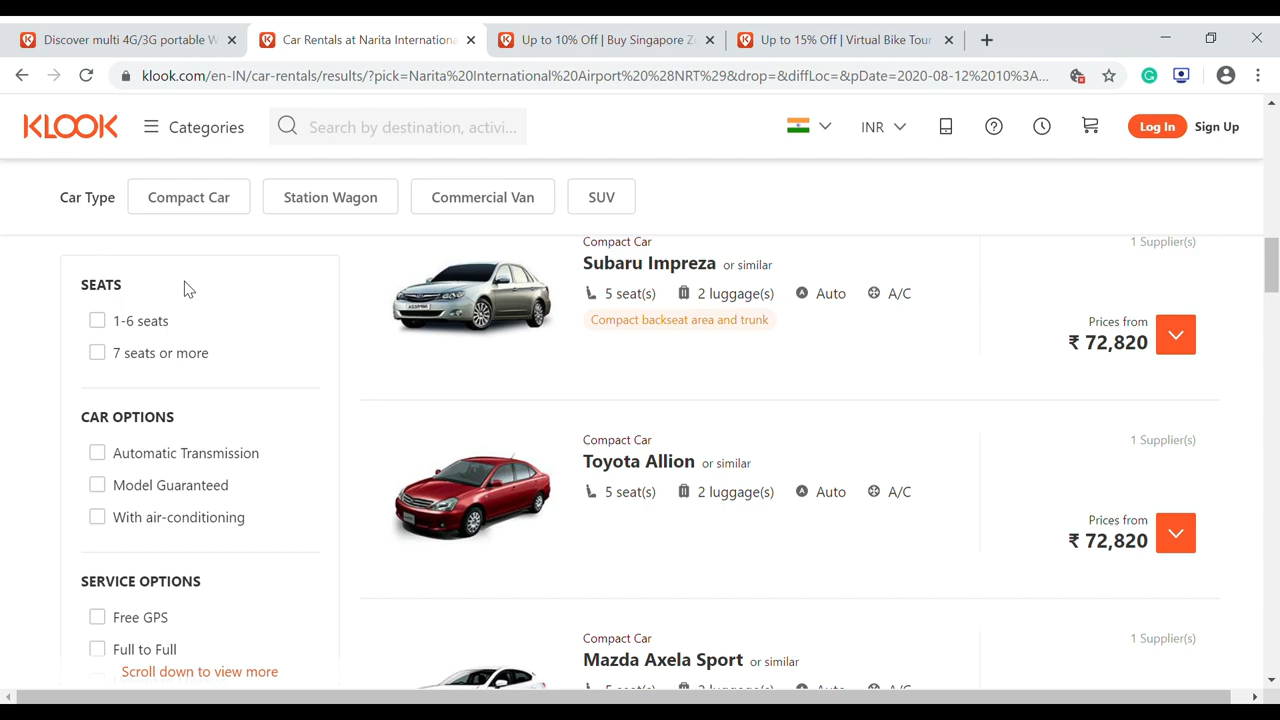 Discover multi 4G/3G portable W
Car Rentals at Narita Internationa
Up to 10% Off | Buy Singapore Z
Up to 15% Off | Virtual Bike Tour
klook.com/en-IN/car-rentals/results/?pick=Narita%20International%20Airport%20%28NRT%29&drop=&diffLoc=&pDate=2020-08-12%2010%3A...
KLOOK
Categories
Search by destination, activi...
INR
Log In
Sign Up
Car Type
Compact Car
Station Wagon
Commercial Van
SUV
SEATS
1-6 seats
7 seats or more
CAR OPTIONS
Automatic Transmission
Model Guaranteed
With air-conditioning
SERVICE OPTIONS
Free GPS
Full to Full
Scroll down to view more
Compact Car
1 Supplier(s)
Subaru Impreza or similar
5 seat(s) 2 luggage(s) Auto A/C
Compact backseat area and trunk
Prices from
₹ 72,820
Compact Car
1 Supplier(s)
Toyota Allion or similar
5 seat(s) 2 luggage(s) Auto A/C
Prices from
₹ 72,820
Compact Car
1 Supplier(s)
Mazda Axela Sport or similar
5 seat(s) 2 luggage(s) Auto A/C